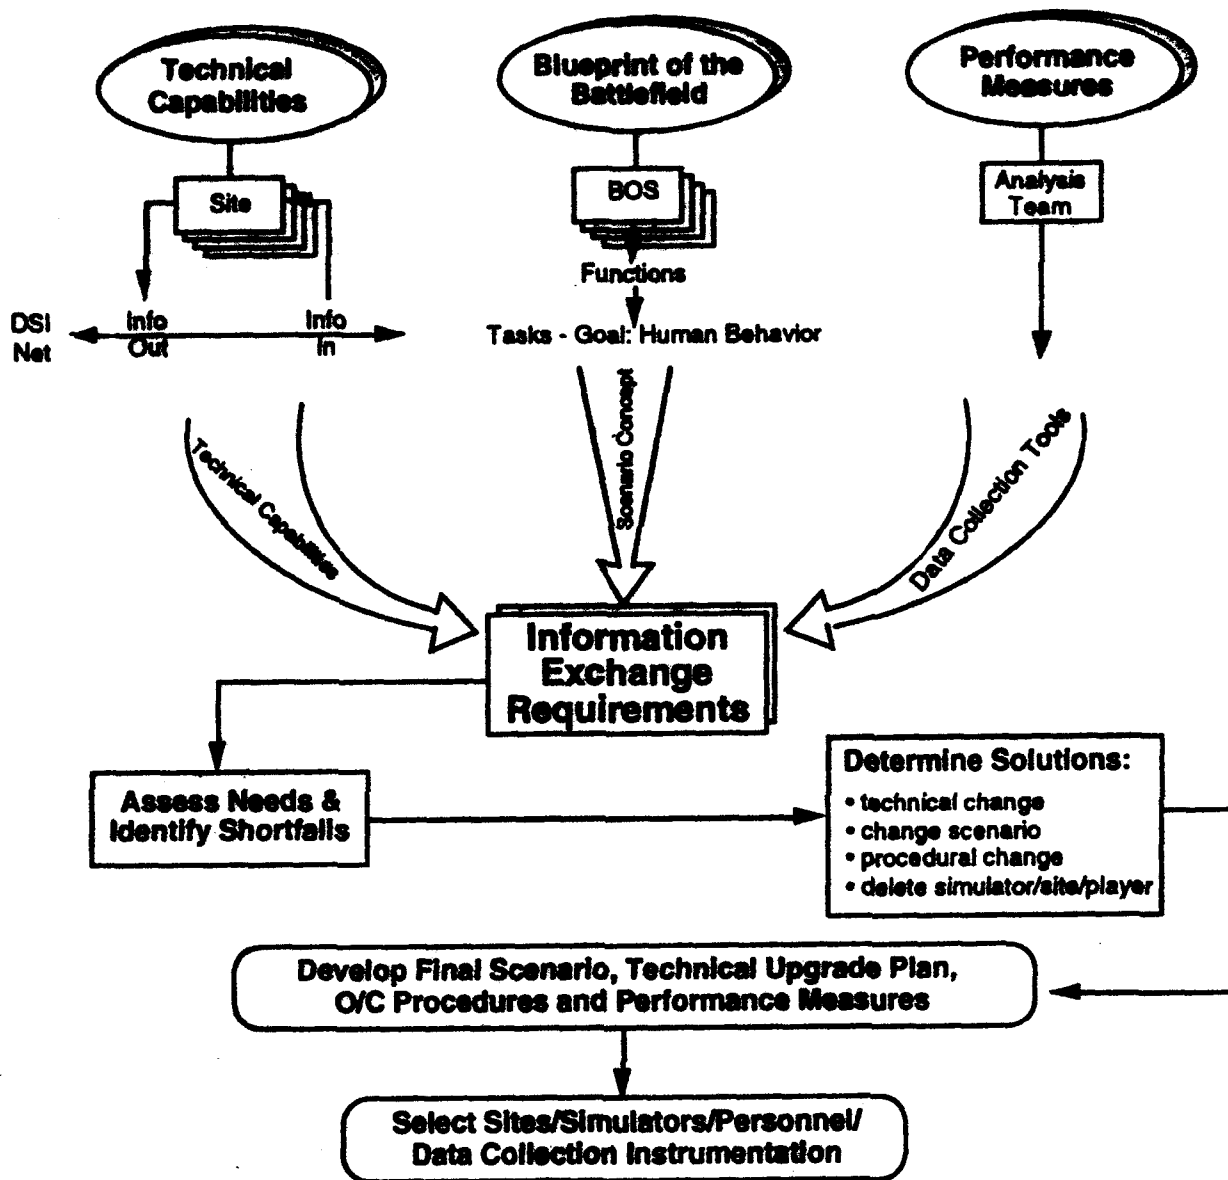 Technical
Capabilities
Blueprint of the
Battlefield
Performance
Measures
Site
BOS
Analysis
Team
Functions
DSI
Net
Info
Out
Info
In
Tasks - Goal: Human Behavior
Technical Capabilities
Scenario Concept
Data Collection Tools
Information
Exchange
Requirements
Assess Needs &
Identify Shortfalls
Determine Solutions:
• technical change
• change scenario
• procedural change
• delete simulator/site/player
Develop Final Scenario, Technical Upgrade Plan,
O/C Procedures and Performance Measures
Select Sites/Simulators/Personnel/
Data Collection Instrumentation